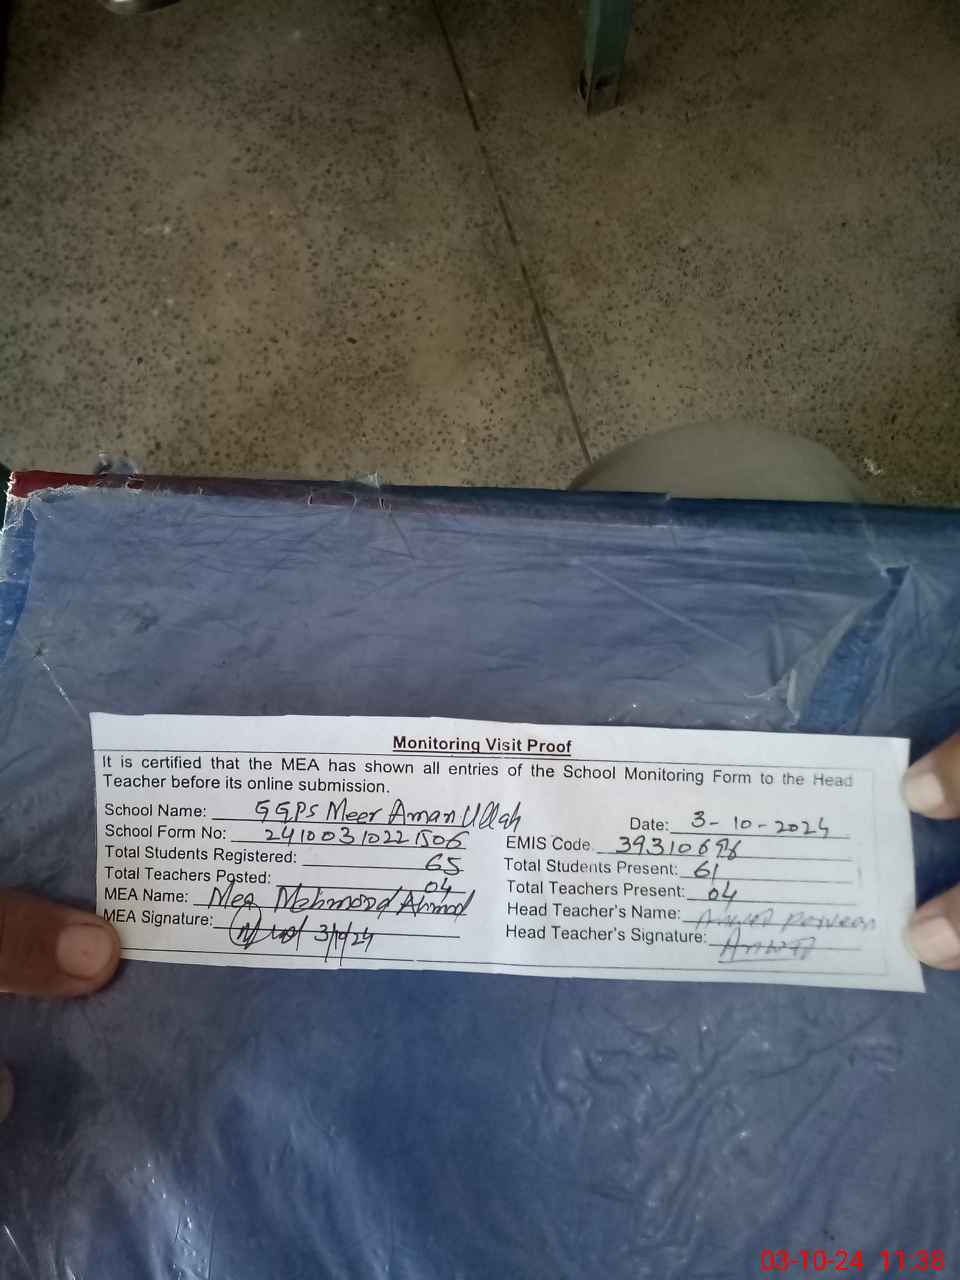 Monitoring Visit Proof
It is certified that the MEA has shown all entries of the School Monitoring Form to the Head
Teacher before its online submission.
School Name: GGPS Meer Aman Ullah
Date: 3-10-2024
School Form No: 24100310221506
EMIS Code. 39310696
Total Students Registered: 65
Total Students Present: 61
Total Teachers Posted: 04
Total Teachers Present: 04
MEA Name: Mea Mehmood Ahmad
Head Teacher's Name: Parveen
MEA Signature: 3/10/24
Head Teacher's Signature:
03-10-24 11:38